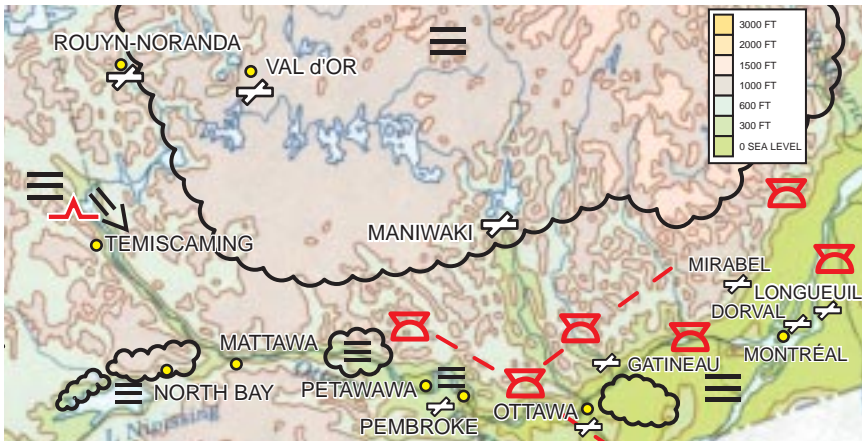 ROUYN-NORANDA
VAL d'OR
3000 FT
2000 FT
1500 FT
1000 FT
600 FT
300 FT
0 SEA LEVEL
TEMISCAMING
MANIWAKI
MIRABEL
LONGUEUIL
DORVAL
MONTRÉAL
MATTAWA
GATINEAU
NORTH BAY
PETAWAWA
OTTAWA
PEMBROKE